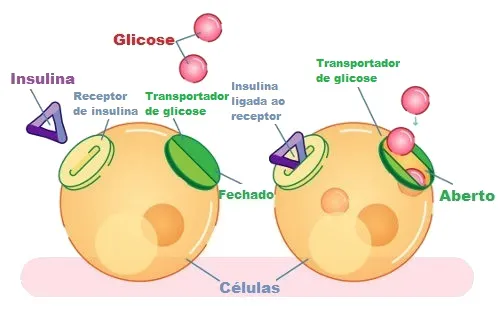 Glicose
Insulina
Receptor
de insulina
Transportador
de glicose
Fechado
Insulina
ligada ao
receptor
Transportador
de glicose
Aberto
Células